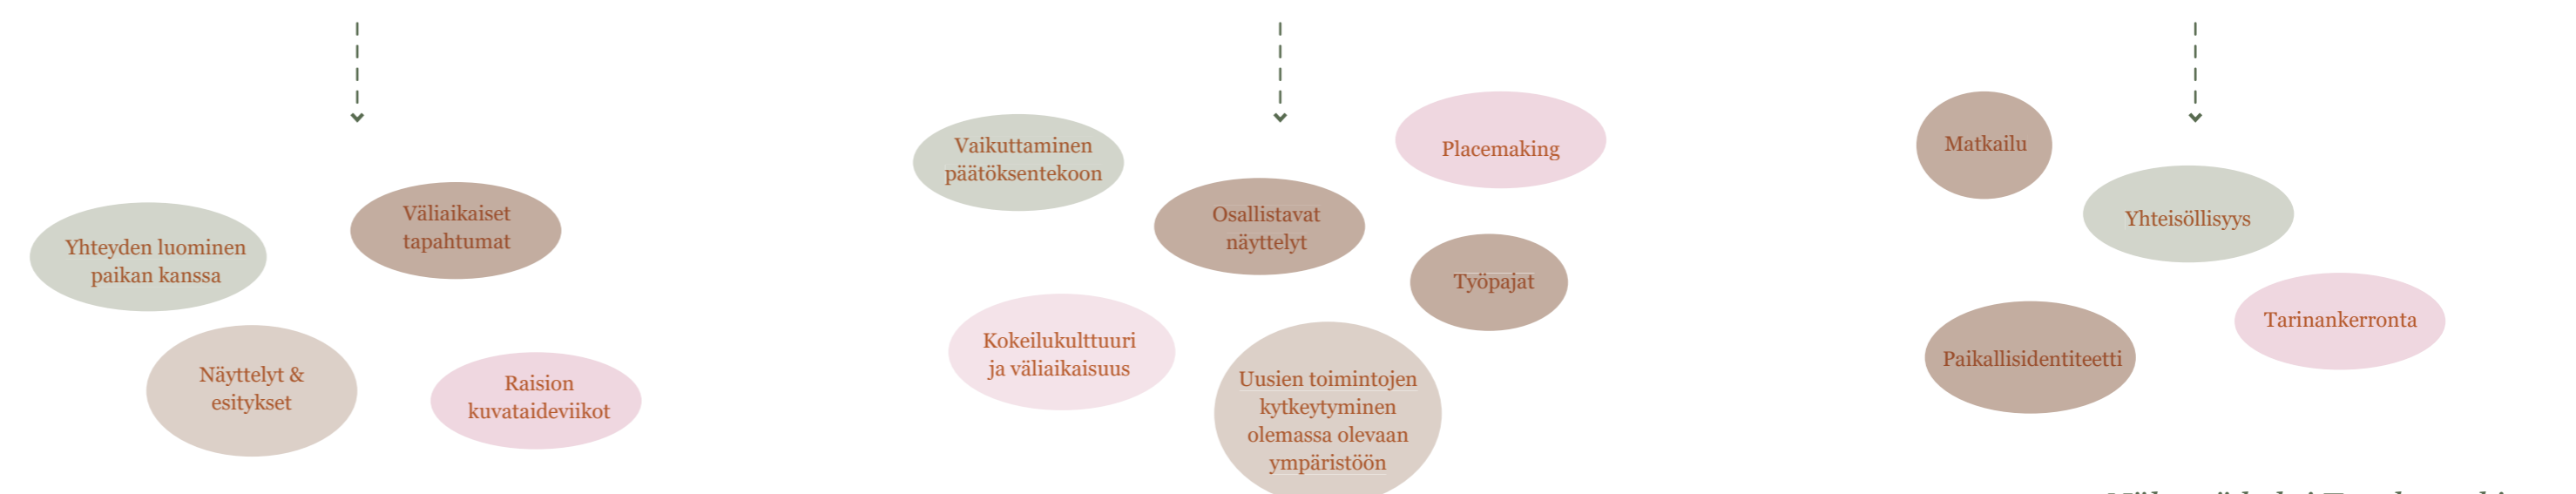 Yhteyden luominen
paikan kanssa
Väliaikaiset
tapahtumat
Näyttelyt &
esitykset
Raision
kuvataideviikot
Vaikuttaminen
päätöksentekoon
Placemaking
Osallistavat
näyttelyt
Työpajat
Kokeilukulttuuri
ja väliaikaisuus
Uusien toimintojen
kytkeytyminen
olemassa olevaan
ympäristöön
Matkailu
Yhteisöllisyys
Tarinankerronta
Paikallisidentiteetti